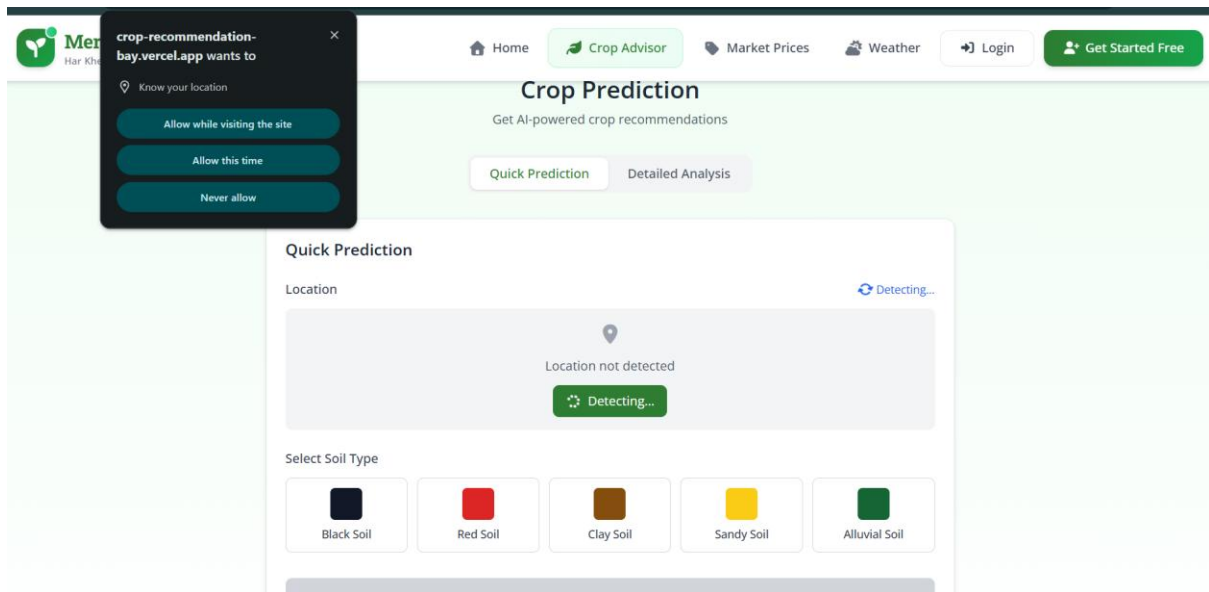 crop-recommendation-
bay.vercel.app wants to
Know your location
Allow while visiting the site
Allow this time
Never allow
Mer
Har Khe
Home
Crop Advisor
Market Prices
Weather
Login
Get Started Free
Crop Prediction
Get AI-powered crop recommendations
Quick Prediction
Detailed Analysis
Quick Prediction
Location
Detecting...
Location not detected
Detecting...
Select Soil Type
Black Soil
Red Soil
Clay Soil
Sandy Soil
Alluvial Soil